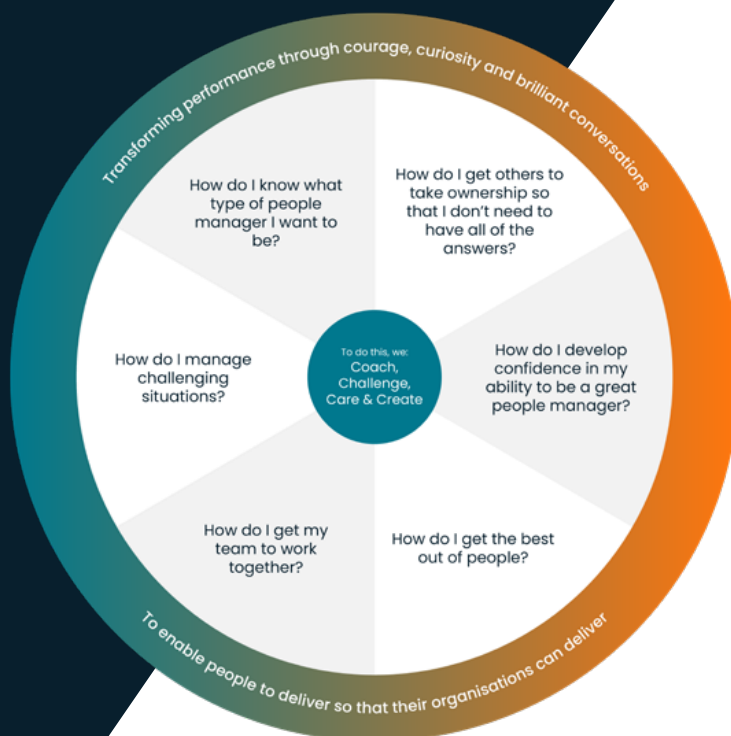 Transforming performance through courage, curiosity and brilliant conversations
How do I know what
type of people
manager I want to
be?
How do I get others to
take ownership so
that I don't need to
have all of the
answers?
How do I manage
challenging
situations?
To do this, we:
Coach,
Challenge,
Care & Create
How do I develop
confidence in my
ability to be a great
people manager?
How do I get my
team to work
together?
How do I get the best
out of people?
To enable people to deliver so that their organisations can deliver